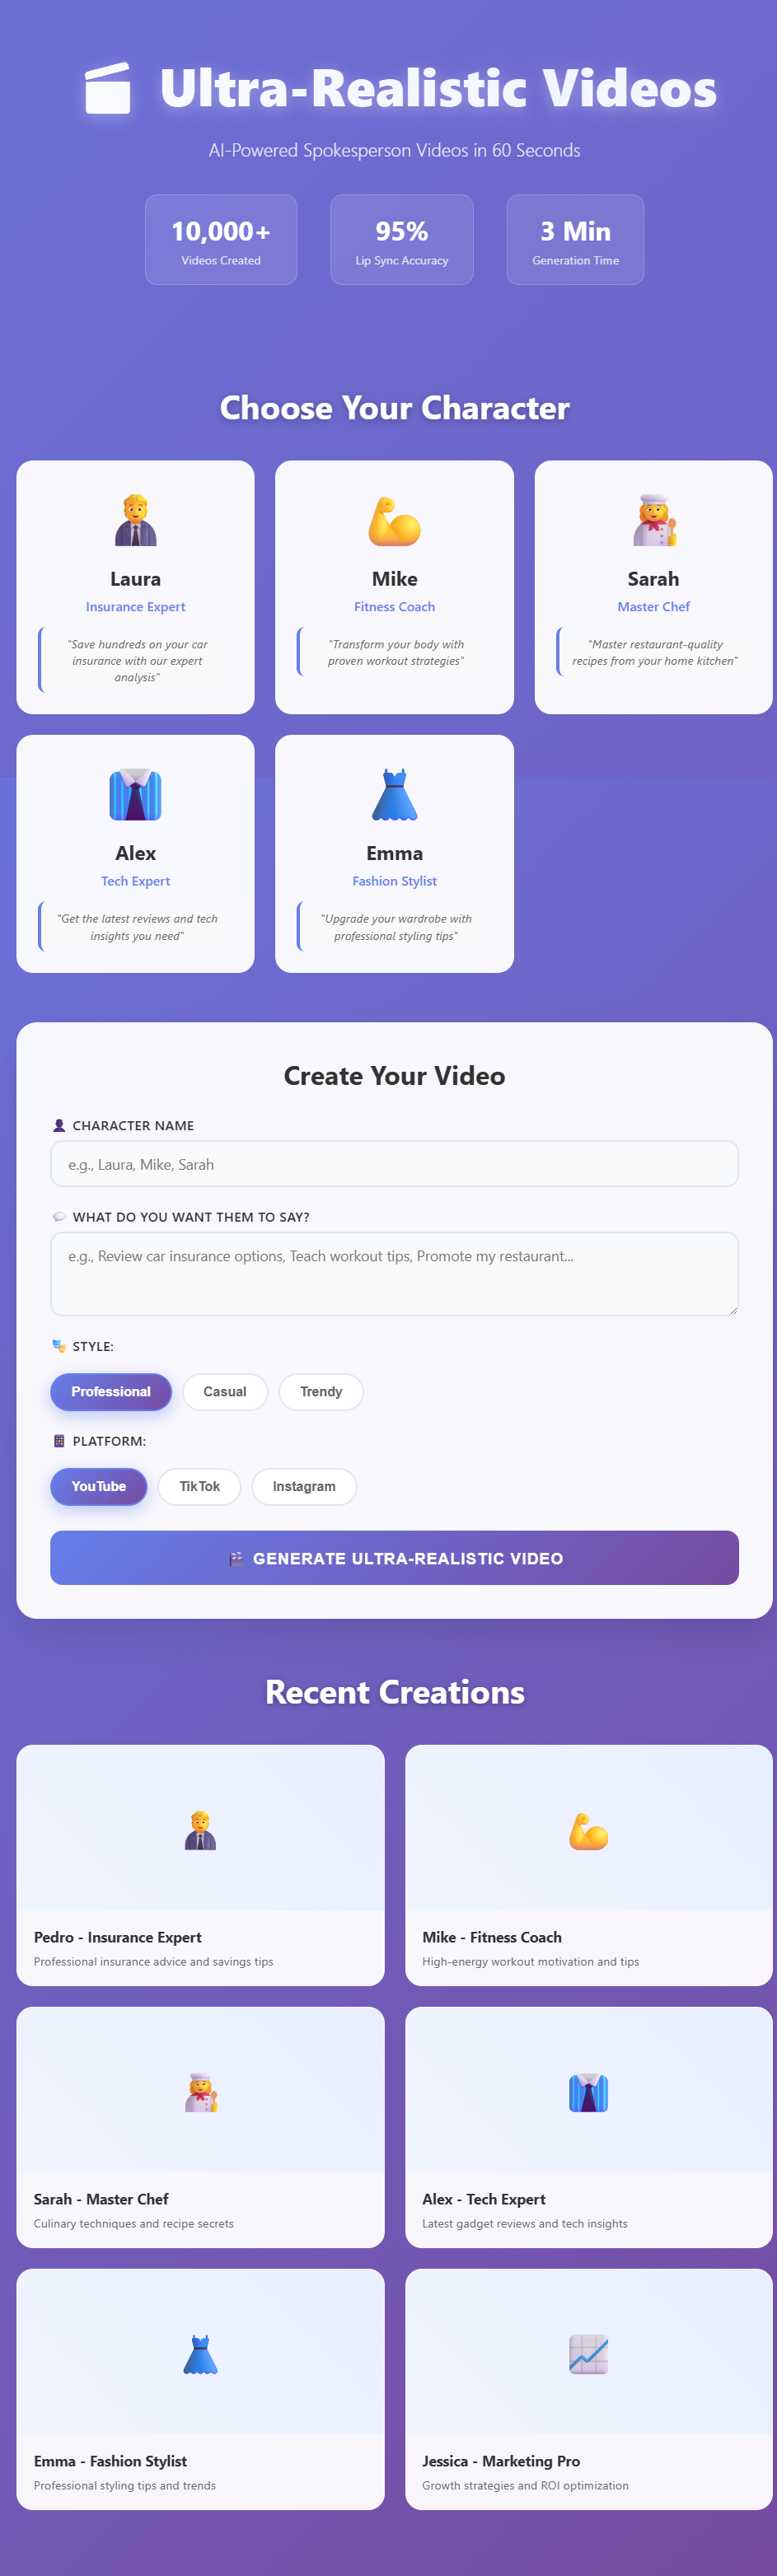 Ultra-Realistic Videos
AI-Powered Spokesperson Videos in 60 Seconds
10,000+
Videos Created
95%
Lip Sync Accuracy
3 Min
Generation Time
Choose Your Character
Laura
Insurance Expert
"Save hundreds on your car
insurance with our expert
analysis"
Mike
Fitness Coach
"Transform your body with
proven workout strategies"
Sarah
Master Chef
"Master restaurant-quality
recipes from your home kitchen"
Alex
Tech Expert
"Get the latest reviews and tech
insights you need"
Emma
Fashion Stylist
"Upgrade your wardrobe with
professional styling tips"
Create Your Video
CHARACTER NAME
e.g., Laura, Mike, Sarah
WHAT DO YOU WANT THEM TO SAY?
e.g., Review car insurance options, Teach workout tips, Promote my restaurant...
STYLE:
Professional
Casual
Trendy
PLATFORM:
YouTube
TikTok
Instagram
GENERATE ULTRA-REALISTIC VIDEO
Recent Creations
Pedro - Insurance Expert
Professional insurance advice and savings tips
Mike - Fitness Coach
High-energy workout motivation and tips
Sarah - Master Chef
Culinary techniques and recipe secrets
Alex - Tech Expert
Latest gadget reviews and tech insights
Emma - Fashion Stylist
Professional styling tips and trends
Jessica - Marketing Pro
Growth strategies and ROI optimization